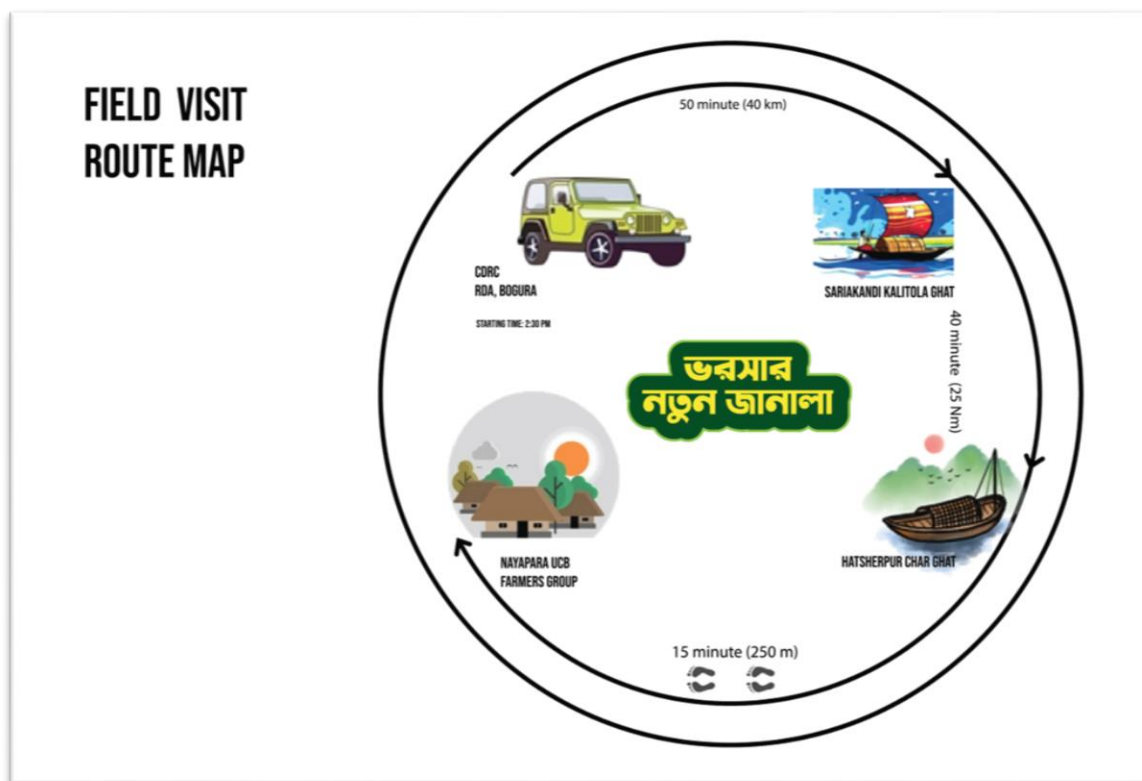 FIELD VISIT
ROUTE MAP
50 minute (40 km)
CDRC
RDA, BOGURA
STARTING TIME: 2:30 PM
SARIAKANDI KALITOLA GHAT
40 minute (25 Nm)
ভরসার
নতুন জানালা
HATSHERPUR CHAR GHAT
NAYAPARA UCB
FARMERS GROUP
15 minute (250 m)